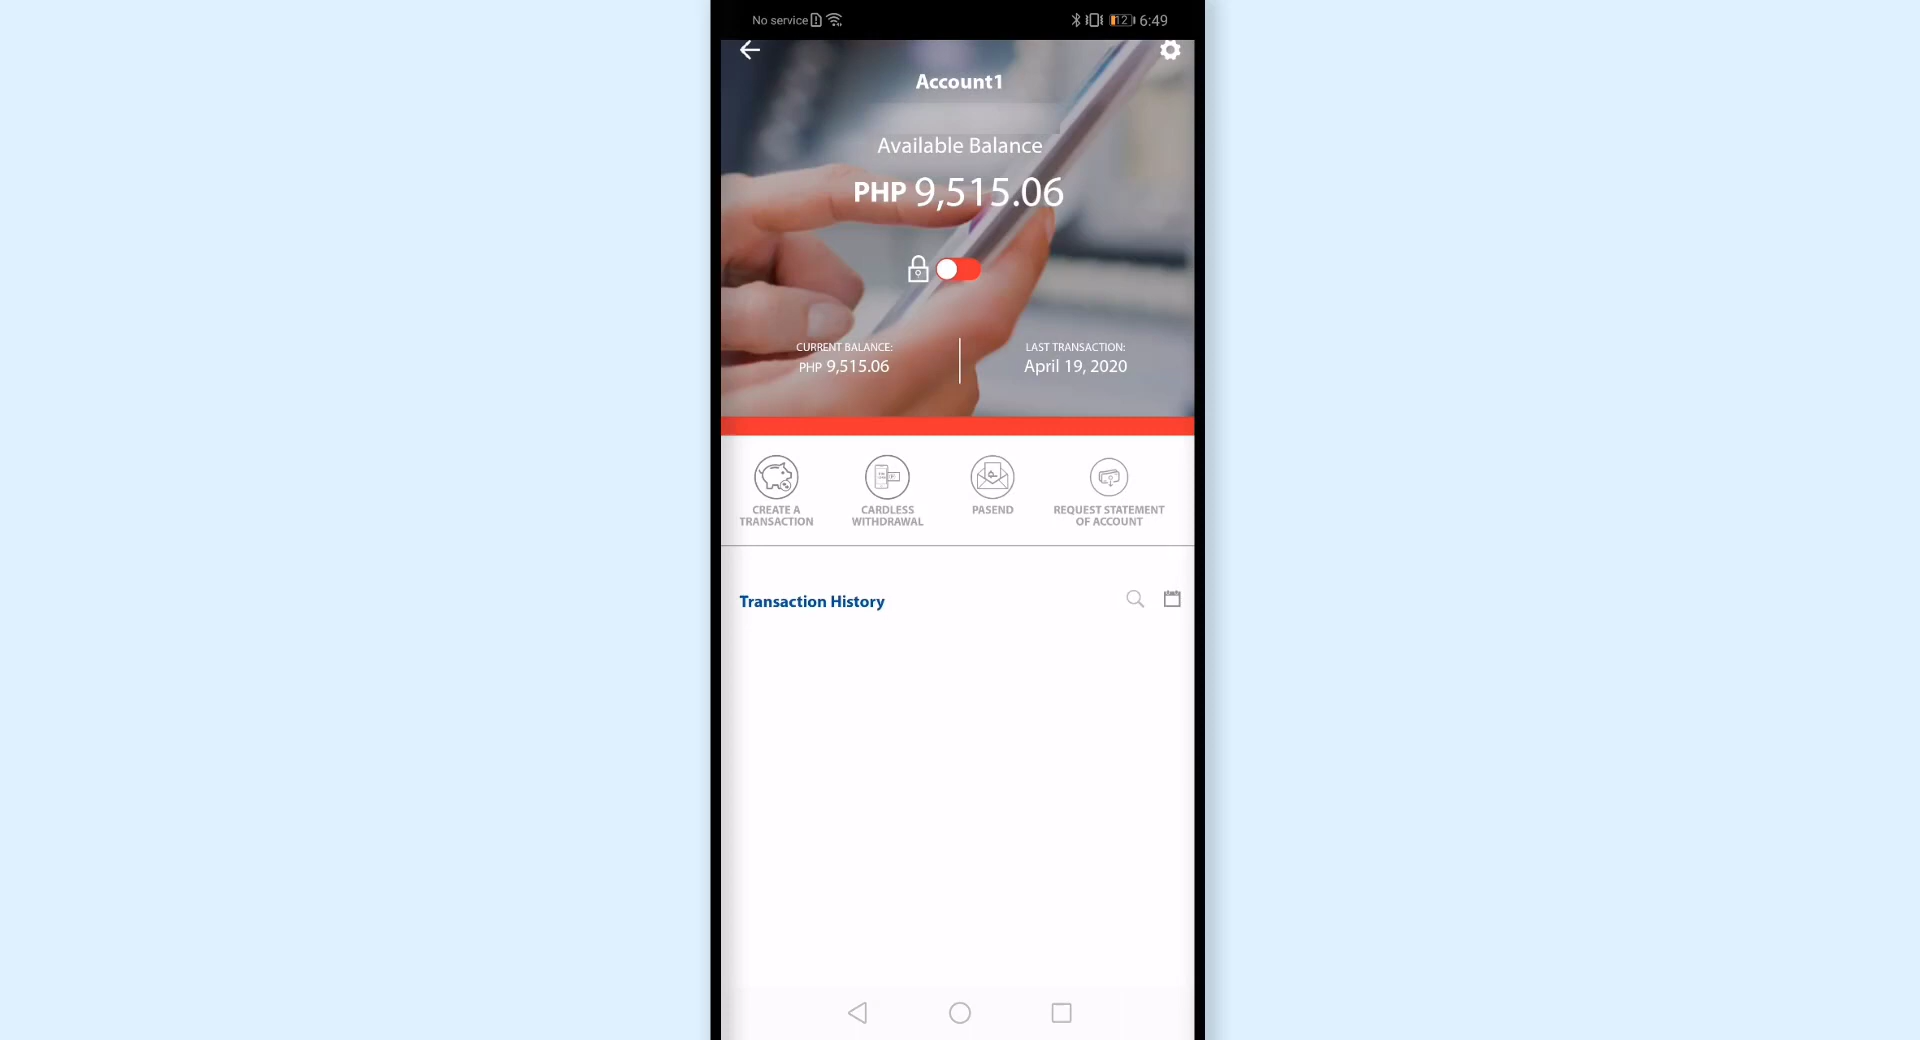 No service
12 6:49
Account1
Available Balance
PHP 9,515.06
CURRENT BALANCE:
PHP 9,515.06
LAST TRANSACTION:
April 19, 2020
CREATE A
TRANSACTION
CARDLESS
WITHDRAWAL
PASEND
REQUEST STATEMENT
OF ACCOUNT
Transaction History